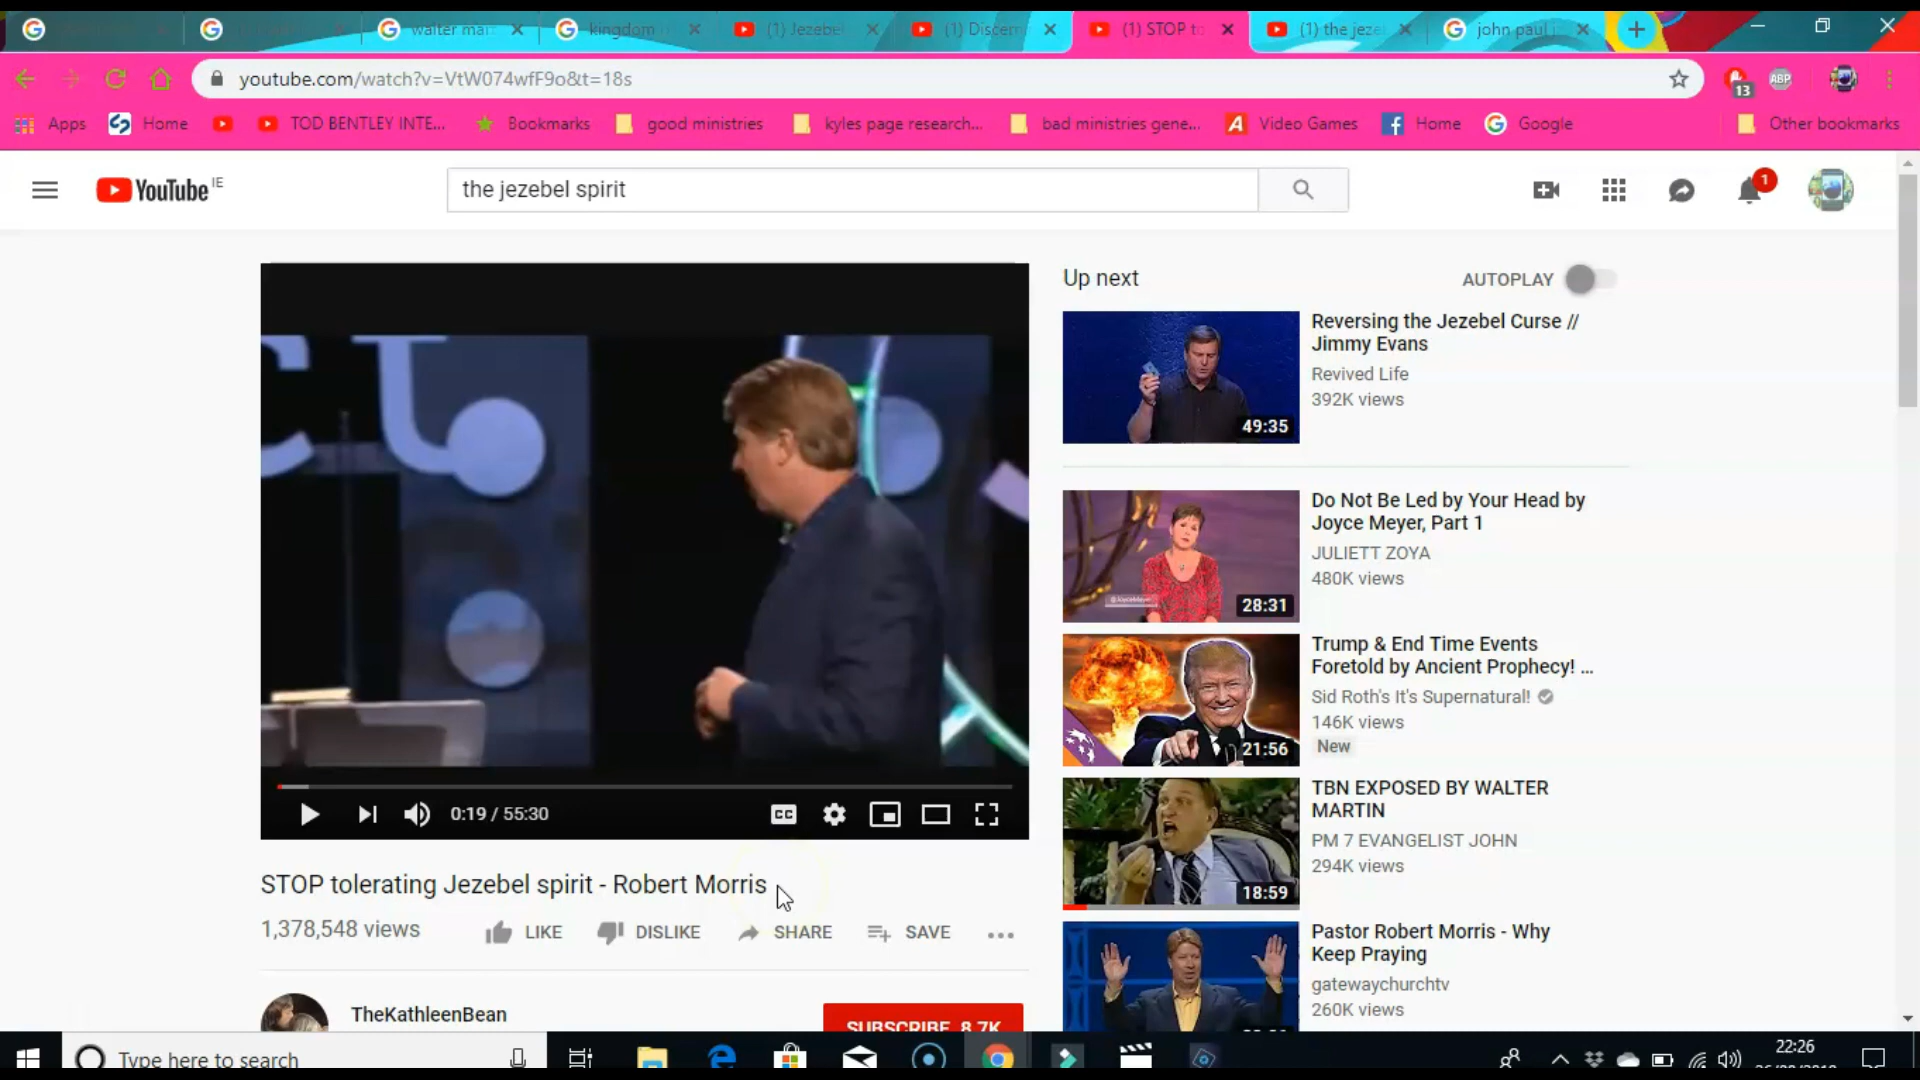 walter mar
kingdom
(1) Jezebel
(1) Discern
(1) STOP to
(1) the jeze
john paul
youtube.com/watch?v=VtW074wfF9o&t=18s
13
ABP
Apps
Home
TOD BENTLEY INTE...
Bookmarks
good ministries
kyles page research...
bad ministries gene...
Video Games
Home
Google
Other bookmarks
YouTube IE
the jezebel spirit
1
Up next
AUTOPLAY
Reversing the Jezebel Curse //
Jimmy Evans
Revived Life
392K views
49:35
Do Not Be Led by Your Head by
Joyce Meyer, Part 1
JULIETT ZOYA
480K views
28:31
Trump & End Time Events
Foretold by Ancient Prophecy! ...
Sid Roth's It's Supernatural!
146K views
New
21:56
TBN EXPOSED BY WALTER
MARTIN
PM 7 EVANGELIST JOHN
294K views
18:59
Pastor Robert Morris - Why
Keep Praying
gatewaychurchtv
260K views
0:19 / 55:30
CC
STOP tolerating Jezebel spirit - Robert Morris
1,378,548 views
LIKE
DISLIKE
SHARE
SAVE
TheKathleenBean
SUBSCRIBE 8.7K
Type here to search
22:26